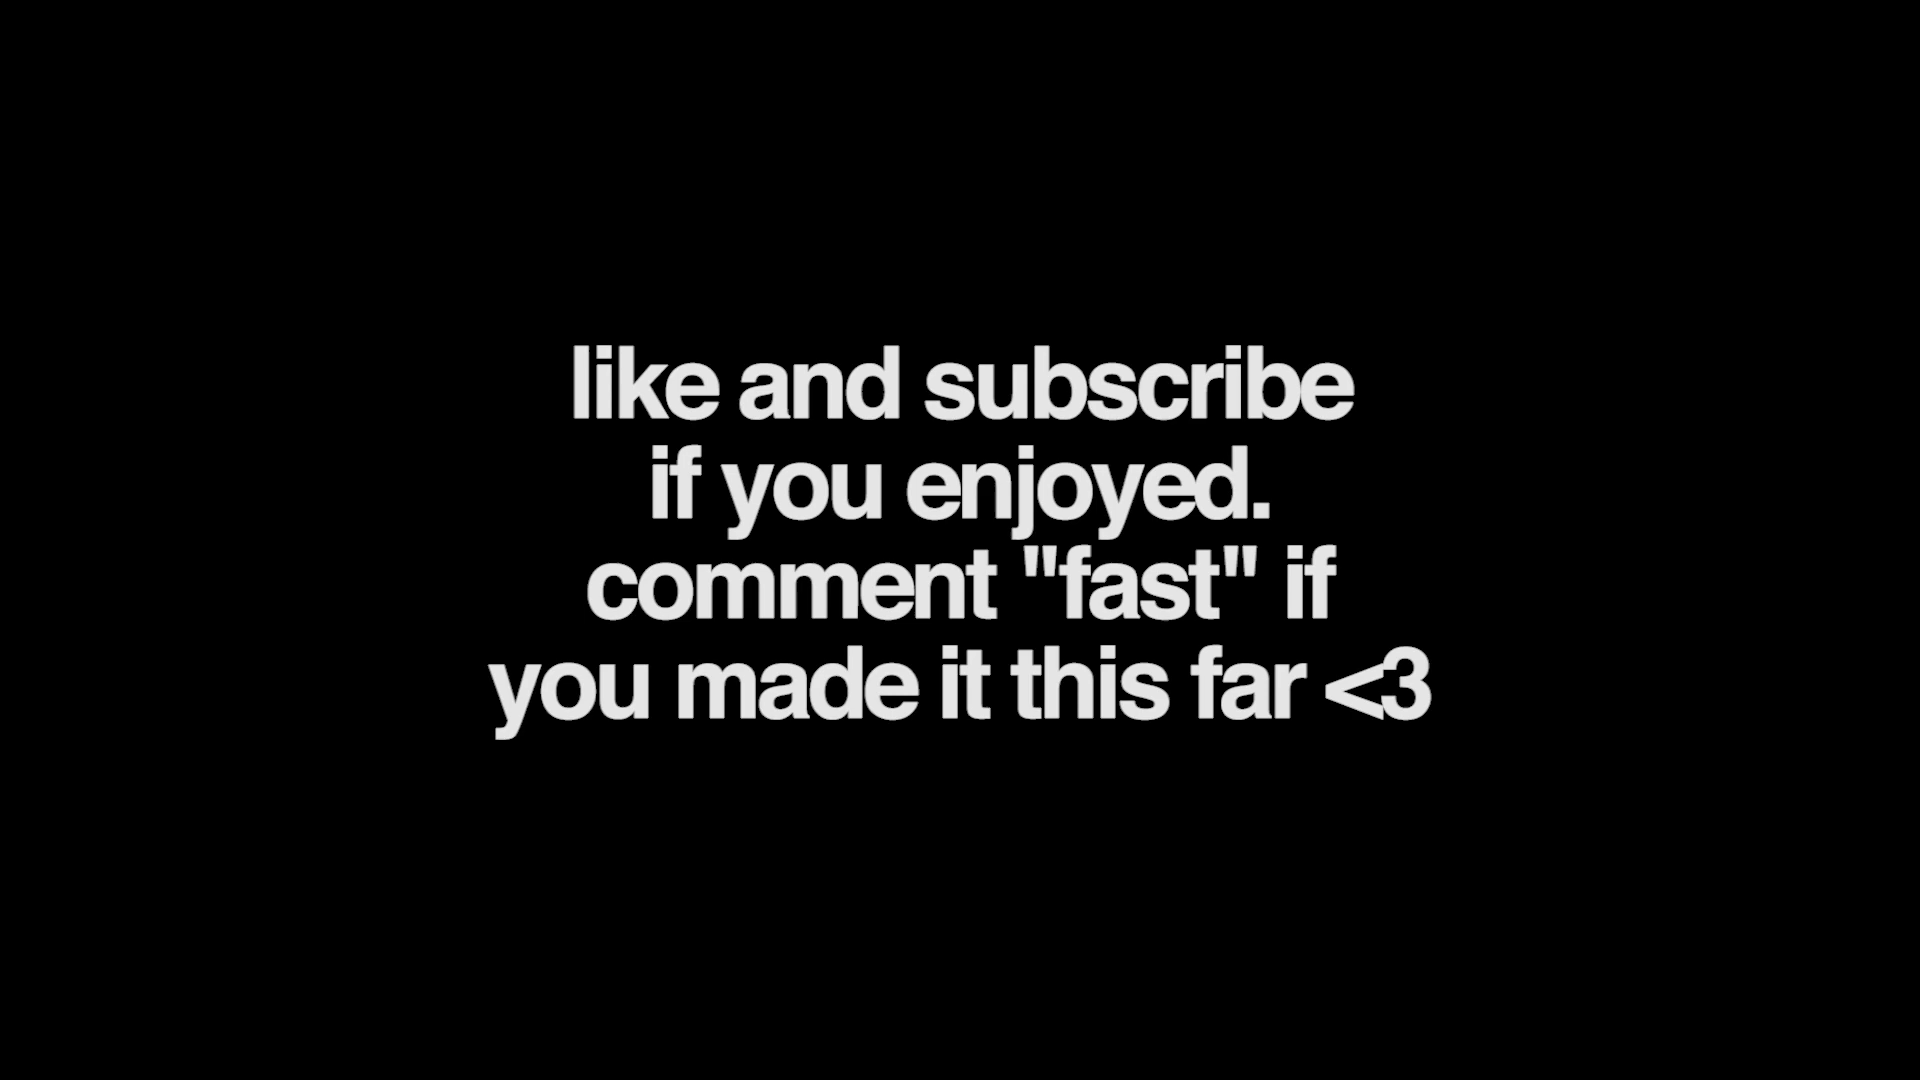 like and subscribe
if you enjoyed.
comment "fast" if
you made it this far <3